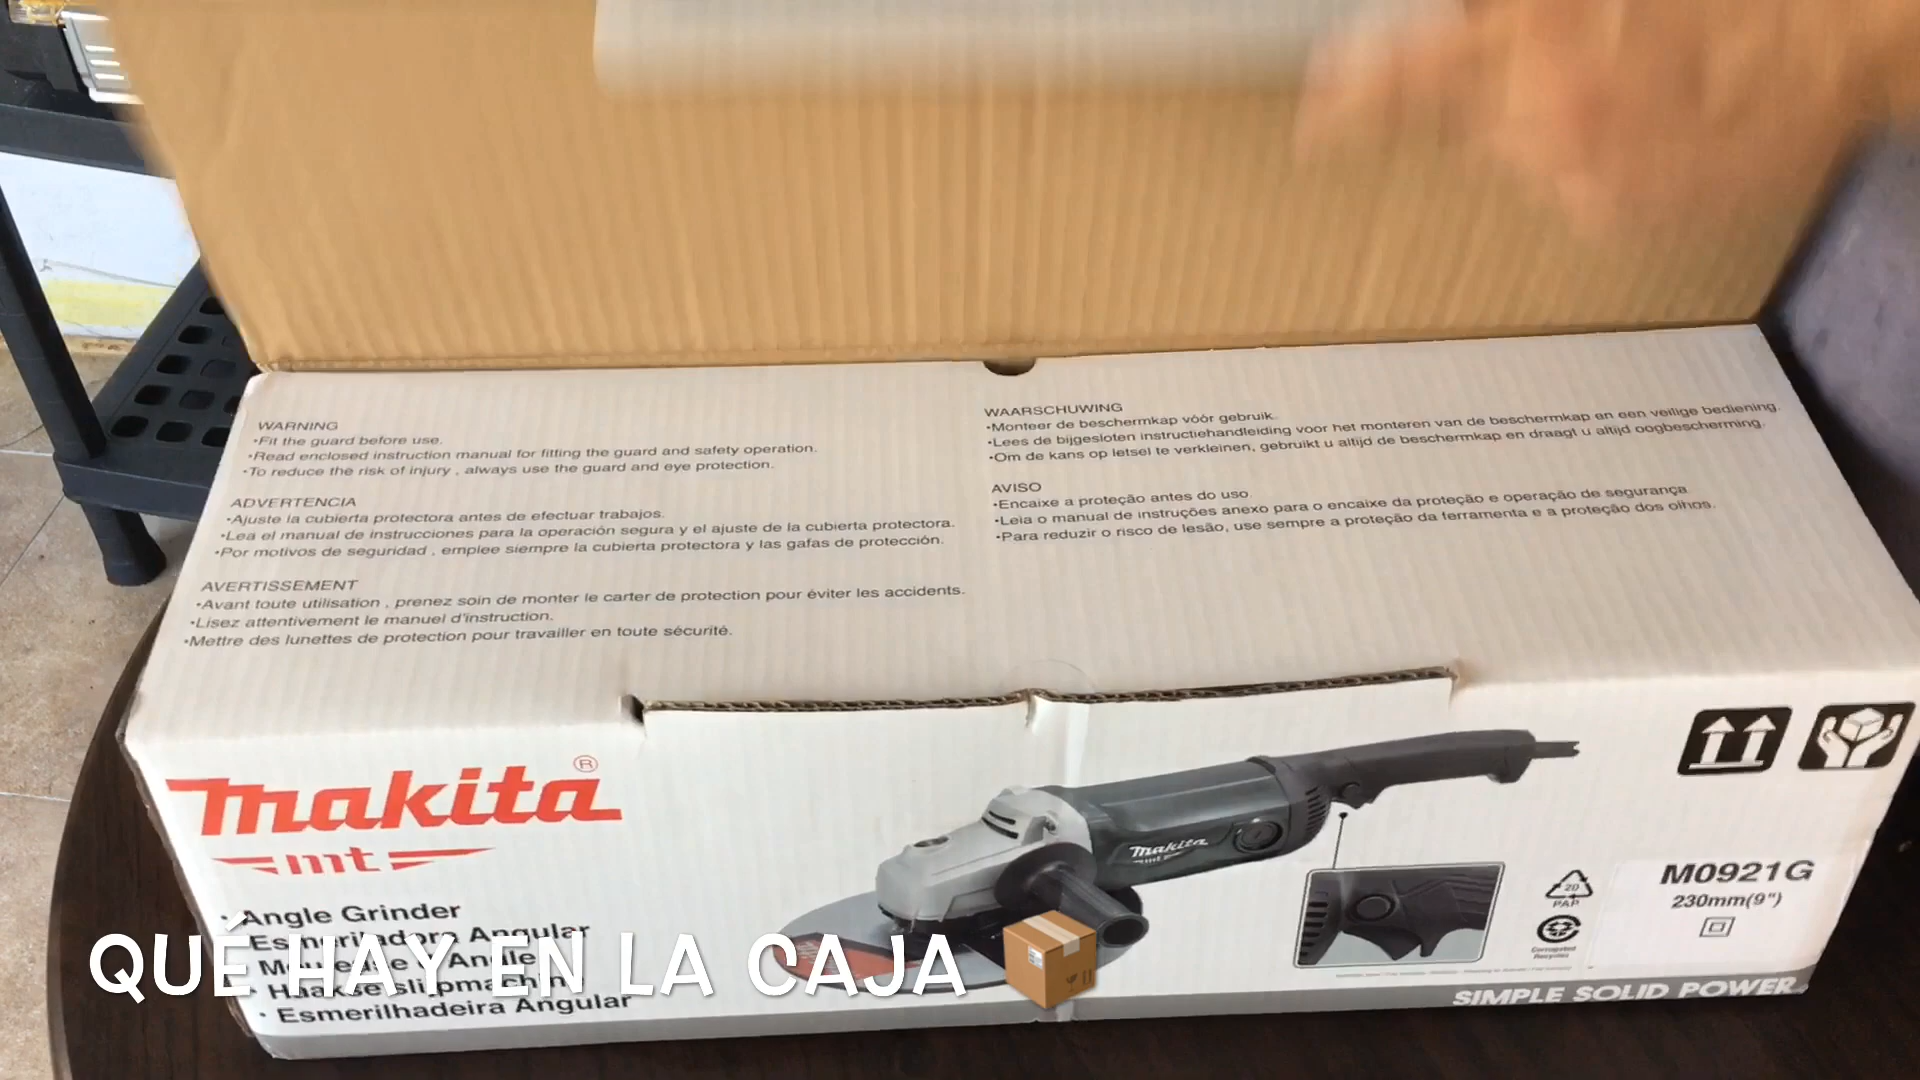 WARNING
•Fit the guard before use.
•Read enclosed instruction manual for fitting the guard and safety operation.
•To reduce the risk of injury , always use the guard and eye protection.
ADVERTENCIA
•Ajuste la cubierta protectora antes de efectuar trabajos.
•Lea el manual de instrucciones para la operación segura y el ajuste de la cubierta protectora.
•Por motivos de seguridad , emplee siempre la cubierta protectora y las gafas de protección.
AVERTISSEMENT
•Avant toute utilisation , prenez soin de monter le carter de protection pour éviter les accidents.
•Lisez attentivement le manuel d'instruction.
•Mettre des lunettes de protection pour travailler en toute sécurité.
WAARSCHUWING
•Monteer de beschermkap vóór gebruik.
•Lees de bijgesloten instructiehandleiding voor het monteren van de beschermkap en een veilige bediening.
•Om de kans op letsel te verkleinen, gebruikt u altijd de beschermkap en draagt u altijd oogbescherming.
AVISO
•Encaixe a proteção antes do uso.
•Leia o manual de instruções anexo para o encaixe da proteção e operação de segurança.
•Para reduzir o risco de lesão, use sempre a proteção da ferramenta e a proteção dos olhos.
makita®
mt
• Angle Grinder
Esmeriladora Angular
• Haakse slijpmachine
• Esmerilhadeira Angular
QUÉ HAY EN LA CAJA 📦
makita
mt
20
PAP
Corrugated
Recycles
M0921G
230mm(9")
SIMPLE SOLID POWER